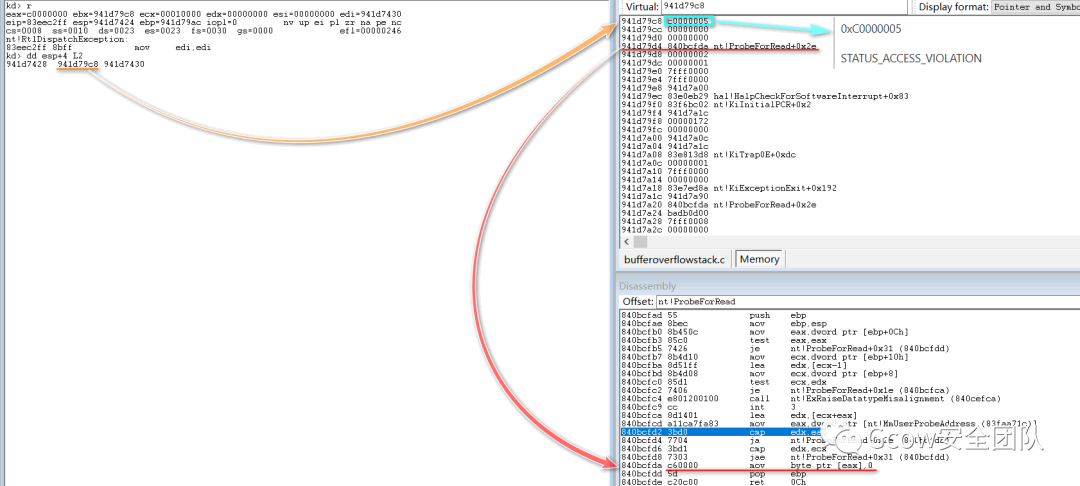 kd> r
eax=c0000000 ebx=941d79c8 ecx=00010000 edx=00000000 esi=00000000 edi=941d7430
eip=83eec2ff esp=941d7424 ebp=941d79ac iopl=0 nv up ei pl zr na pe nc
cs=0008 ss=0010 ds=0023 es=0023 fs=0030 gs=0000 efl=00000246
nt!RtlDispatchException:
83eec2ff 8bff mov edi,edi
kd> dd esp+4 L2
941d7428 941d79c8 941d7430
Virtual: 941d79c8 Display format: Pointer and Symbo
941d79c8 c0000005
941d79cc 00000000
941d79d0 00000000
941d79d4 840bcfda nt!ProbeForRead+0x2e
941d79d8 00000002
941d79dc 00000001
941d79e0 7fff0000
941d79e4 7fff0000
941d79e8 941d7a00
941d79ec 83e0eb29 hal!HalpCheckForSoftwareInterrupt+0x83
941d79f0 83f6bc02 nt!KiInitialPCR+0x2
941d79f4 941d7a1c
941d79f8 00000172
941d79fc 00000000
941d7a00 941d7a0c
941d7a04 941d7a1c
941d7a08 83e813d8 nt!KiTrap0E+0xdc
941d7a0c 00000001
941d7a10 7fff0000
941d7a14 00000000
941d7a18 83e7ed8a nt!KiExceptionExit+0x192
941d7a1c 941d7a90
941d7a20 840bcfda nt!ProbeForRead+0x2e
941d7a24 badb0d00
941d7a28 7fff0008
941d7a2c 00000000
0xC0000005
STATUS_ACCESS_VIOLATION
bufferoverflowstack.c Memory
Disassembly
Offset: nt!ProbeForRead
840bcfad 55 push ebp
840bcfae 8bec mov ebp,esp
840bcfb0 8b450c mov eax,dword ptr [ebp+0Ch]
840bcfb3 85c0 test eax,eax
840bcfb5 7426 je nt!ProbeForRead+0x31 (840bcfdd)
840bcfb7 8b4d10 mov ecx,dword ptr [ebp+10h]
840bcfba 8d51ff lea edx,[ecx-1]
840bcfbd 8b4d08 mov ecx,dword ptr [ebp+8]
840bcfc0 85d1 test ecx,edx
840bcfc2 7406 je nt!ProbeForRead+0x1e (840bcfca)
840bcfc4 e801200100 call nt!ExRaiseDatatypeMisalignment (840cefca)
840bcfc9 cc int 3
840bcfca 8d1401 lea edx,[ecx+eax]
840bcfcd a11ca7fa83 mov eax,dword ptr [nt!MmUserProbeAddress (83faa71c)]
840bcfd2 3bd0 cmp edx,eax
840bcfd4 7704 ja nt!ProbeForRead+0x2e (840bcfda)
840bcfd6 3bd1 cmp edx,ecx
840bcfd8 7303 jae nt!ProbeForRead+0x31 (840bcfdd)
840bcfda c60000 mov byte ptr [eax],0
840bcfdd 5d pop ebp
840bcfde c20c00 ret 0Ch
Gcow安全团队